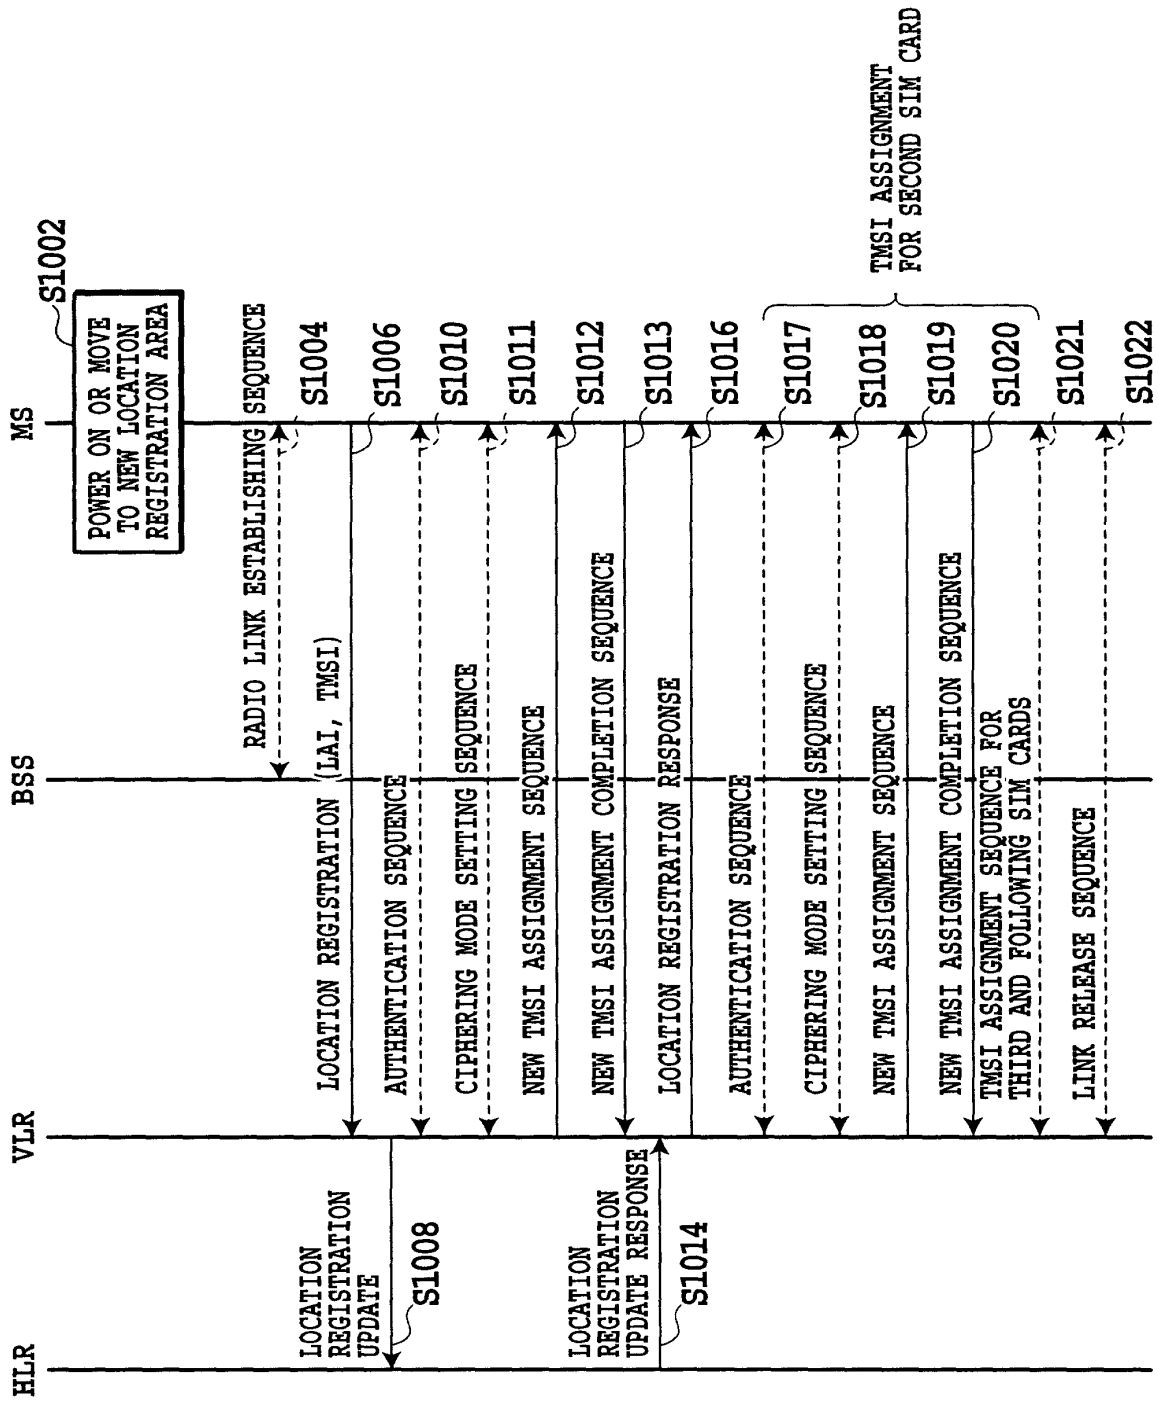 HLR
VLR
BSS
MS
POWER ON OR MOVE
TO NEW LOCATION
REGISTRATION AREA
S1002
RADIO LINK ESTABLISHING SEQUENCE
S1004
LOCATION REGISTRATION (LAI, TMSI)
S1006
LOCATION
REGISTRATION
UPDATE
S1008
AUTHENTICATION SEQUENCE
S1010
CIPHERING MODE SETTING SEQUENCE
S1011
NEW TMSI ASSIGNMENT SEQUENCE
S1012
NEW TMSI ASSIGNMENT COMPLETION SEQUENCE
S1013
LOCATION
REGISTRATION
UPDATE RESPONSE
S1014
LOCATION REGISTRATION RESPONSE
S1016
AUTHENTICATION SEQUENCE
S1017
CIPHERING MODE SETTING SEQUENCE
S1018
NEW TMSI ASSIGNMENT SEQUENCE
S1019
NEW TMSI ASSIGNMENT COMPLETION SEQUENCE
S1020
TMSI ASSIGNMENT
FOR SECOND SIM CARD
TMSI ASSIGNMENT SEQUENCE FOR
THIRD AND FOLLOWING SIM CARDS
S1021
LINK RELEASE SEQUENCE
S1022